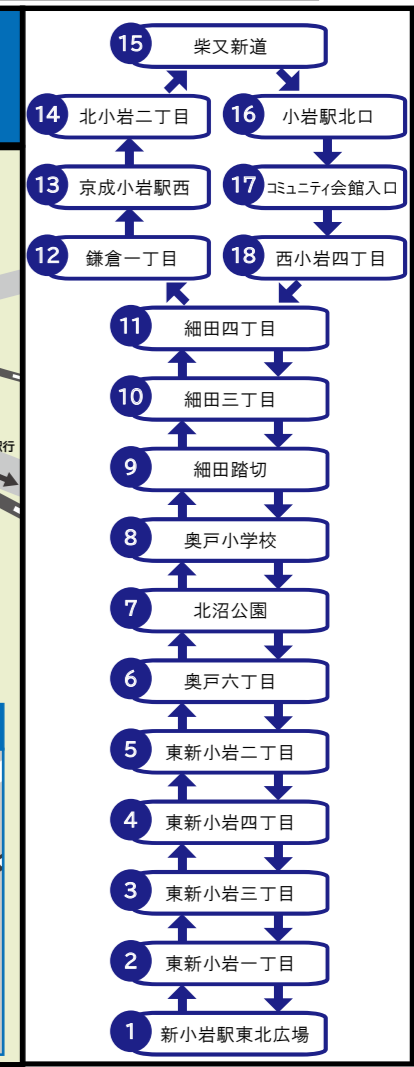 15 柴又新道
14 北小岩二丁目
16 小岩駅北口
13 京成小岩駅西
17 コミュニティ会館入口
12 鎌倉一丁目
18 西小岩四丁目
11 細田四丁目
10 細田三丁目
9 細田踏切
8 奥戸小学校
7 北沼公園
6 奥戸六丁目
5 東新小岩二丁目
4 東新小岩四丁目
3 東新小岩三丁目
2 東新小岩一丁目
1 新小岩駅東北広場